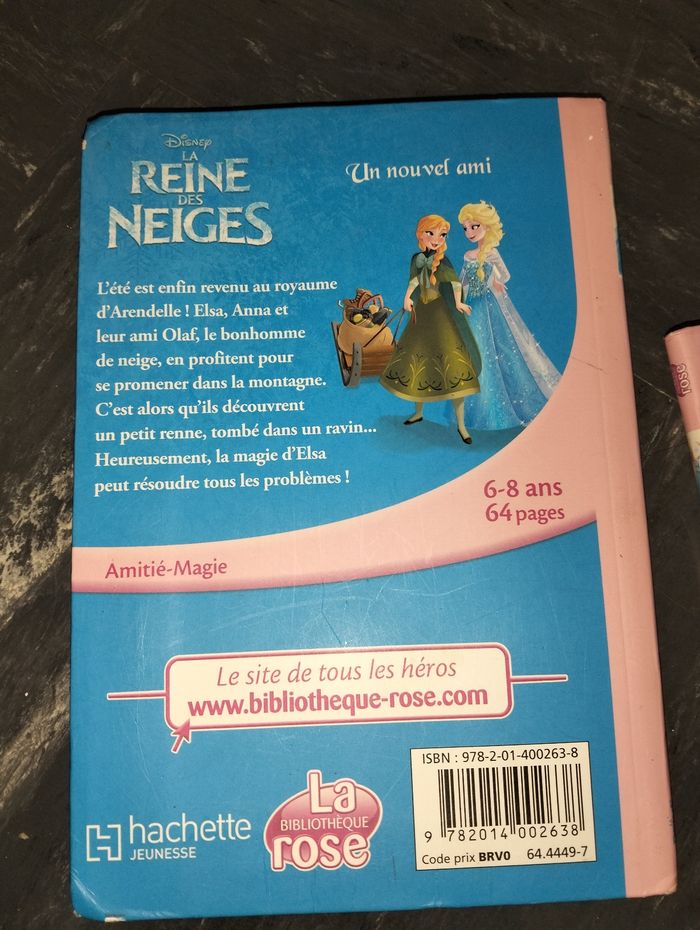 DISNEY
LA
REINE
DES
NEIGES
Un nouvel ami
L'été est enfin revenu au royaume
d'Arendelle ! Elsa, Anna et
leur ami Olaf, le bonhomme
de neige, en profitent pour
se promener dans la montagne.
C'est alors qu'ils découvrent
un petit renne, tombé dans un ravin...
Heureusement, la magie d'Elsa
peut résoudre tous les problèmes !
6-8 ans
64 pages
Amitié-Magie
Le site de tous les héros
www.bibliotheque-rose.com
ISBN : 978-2-01-400263-8
9 782014 002638
Code prix BRV0 64.4449-7
hachette
JEUNESSE
La
BIBLIOTHÈQUE
rose
rose